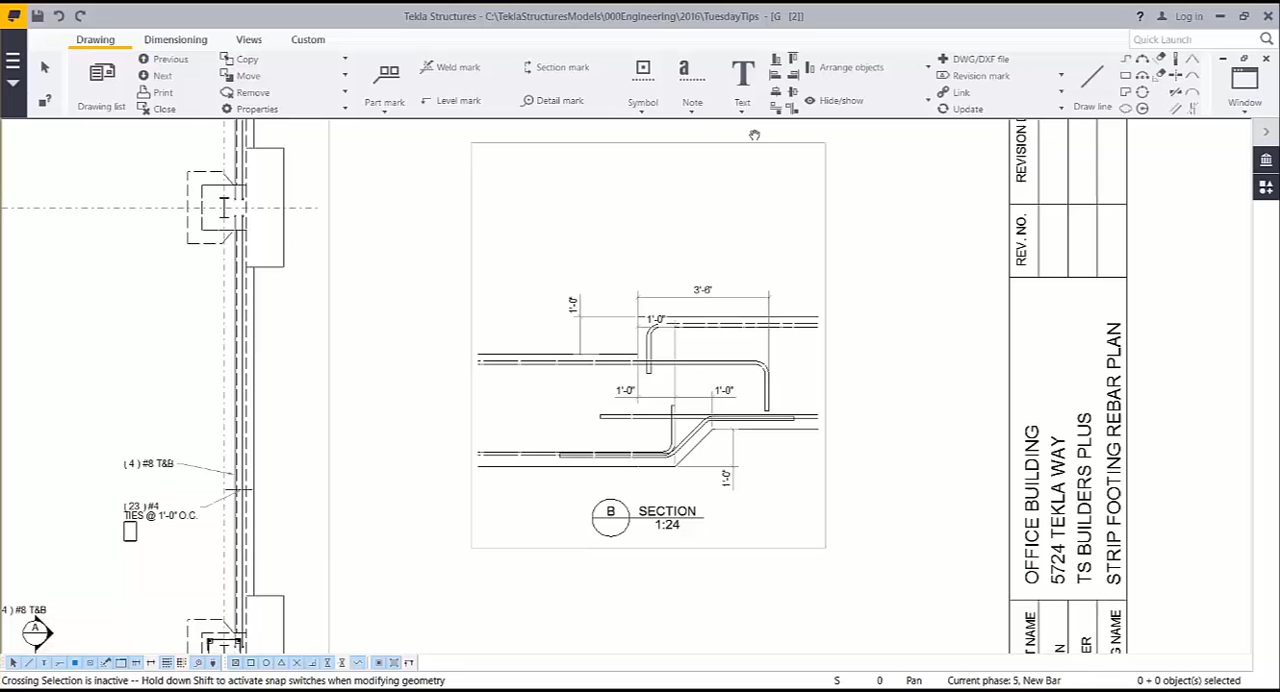 Tekla Structures - C:\TeklaStructuresModels\000Engineering\2016\TuesdayTips - [G [2]]
? Log in
Drawing Dimensioning Views Custom
Quick Launch
Previous Copy Weld mark Section mark Arrange objects DWG/DXF file
Next Move Revision mark
Print Remove Level mark Detail mark Hide/show Link
Drawing list Close Properties Part mark Symbol Note Text Update Draw line Window
a T
REVISION D
REV. NO.
3'-6"
1'-0"
1'-0"
1'-0" 1'-0"
1'-0"
B SECTION
1:24
( 4 ) #8 T&B
( 23 ) #4
TIES @ 1'-0" O.C.
4 ) #8 T&B
A
OFFICE BUILDING
5724 TEKLA WAY
TS BUILDERS PLUS
STRIP FOOTING REBAR PLAN
T NAME
N
ER
G NAME
Crossing Selection is inactive -- Hold down Shift to activate snap switches when modifying geometry S 0 Pan Current phase: 5, New Bar 0 + 0 object(s) selected